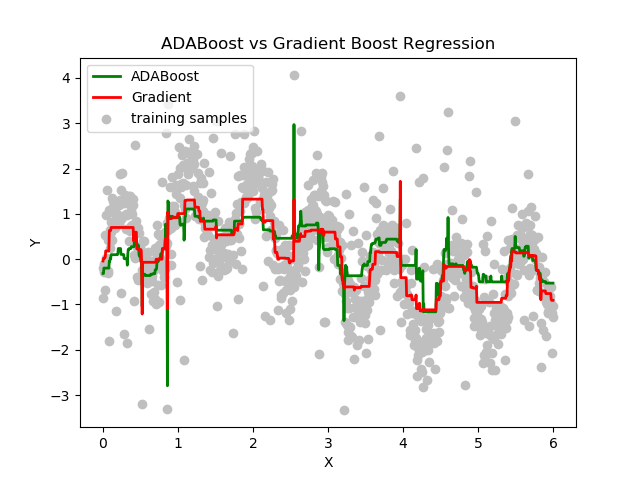 ADABoost vs Gradient Boost Regression
ADABoost
Gradient
training samples
Y
4
3
2
1
0
−1
−2
−3
0 1 2 3 4 5 6
X